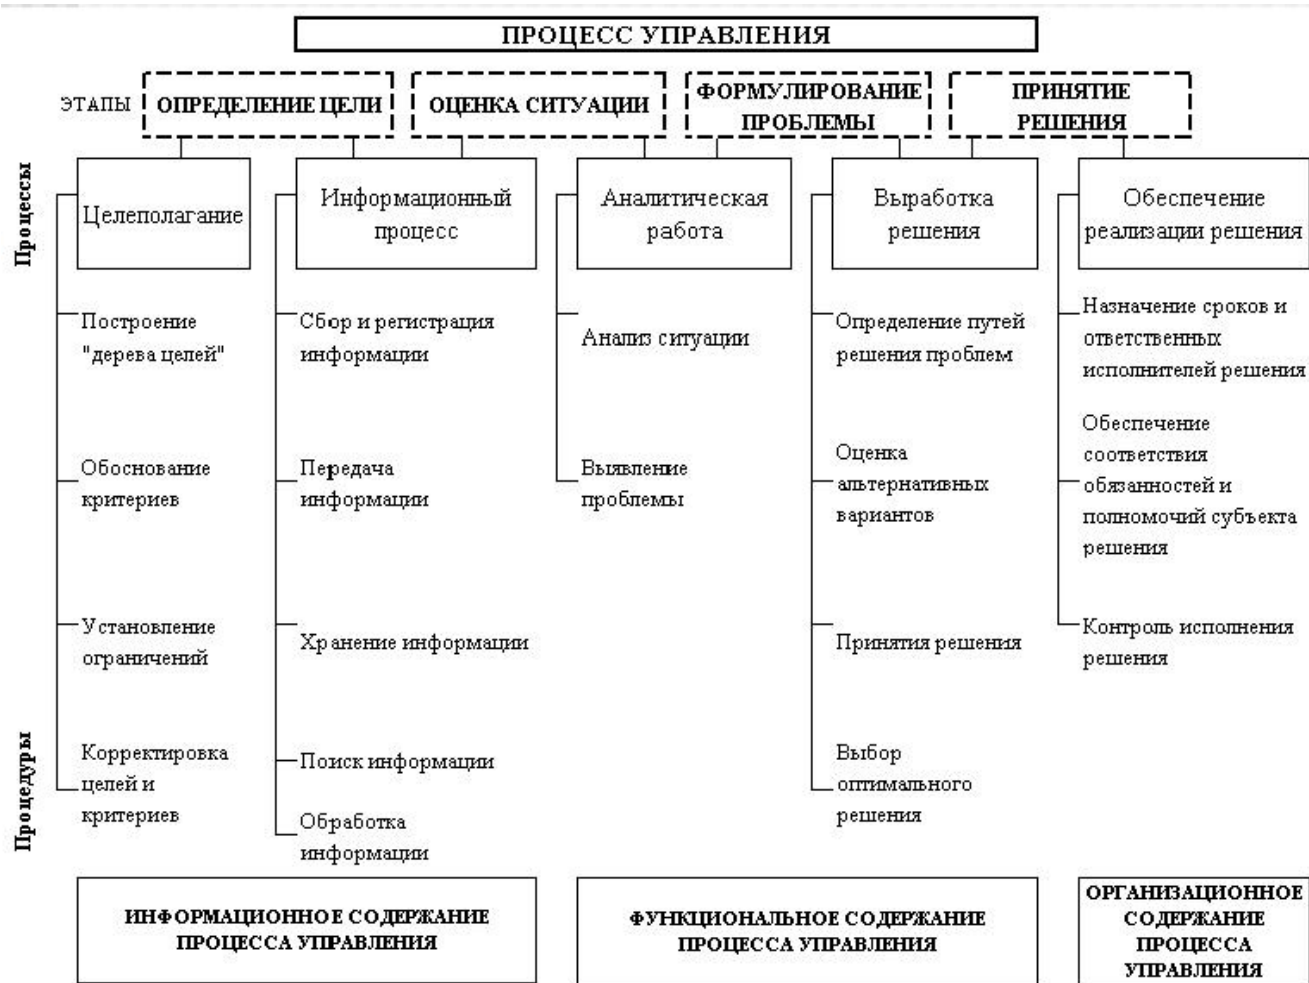 ПРОЦЕСС УПРАВЛЕНИЯ
ЭТАПЫ
ОПРЕДЕЛЕНИЕ ЦЕЛИ
ОЦЕНКА СИТУАЦИИ
ФОРМУЛИРОВАНИЕ
ПРОБЛЕМЫ
ПРИНЯТИЕ
РЕШЕНИЯ
Процессы
Целеполагание
Информационный
процесс
Аналитическая
работа
Выработка
решения
Обеспечение
реализации решения
Построение
"дерева целей"
Обоснование
критериев
Установление
ограничений
Корректировка
целей и
критериев
Сбор и регистрация
информации
Передача
информации
Хранение информации
Поиск информации
Обработка
информации
Анализ ситуации
Выявление
проблемы
Определение путей
решения проблем
Оценка
альтернативных
вариантов
Принятия решения
Выбор
оптимального
решения
Назначение сроков и
ответственных
исполнителей решения
Обеспечение
соответствия
обязанностей и
полномочий субъекта
решения
Контроль исполнения
решения
Процедуры
ИНФОРМАЦИОННОЕ СОДЕРЖАНИЕ
ПРОЦЕССА УПРАВЛЕНИЯ
ФУНКЦИОНАЛЬНОЕ СОДЕРЖАНИЕ
ПРОЦЕССА УПРАВЛЕНИЯ
ОРГАНИЗАЦИОННОЕ
СОДЕРЖАНИЕ
ПРОЦЕССА
УПРАВЛЕНИЯ